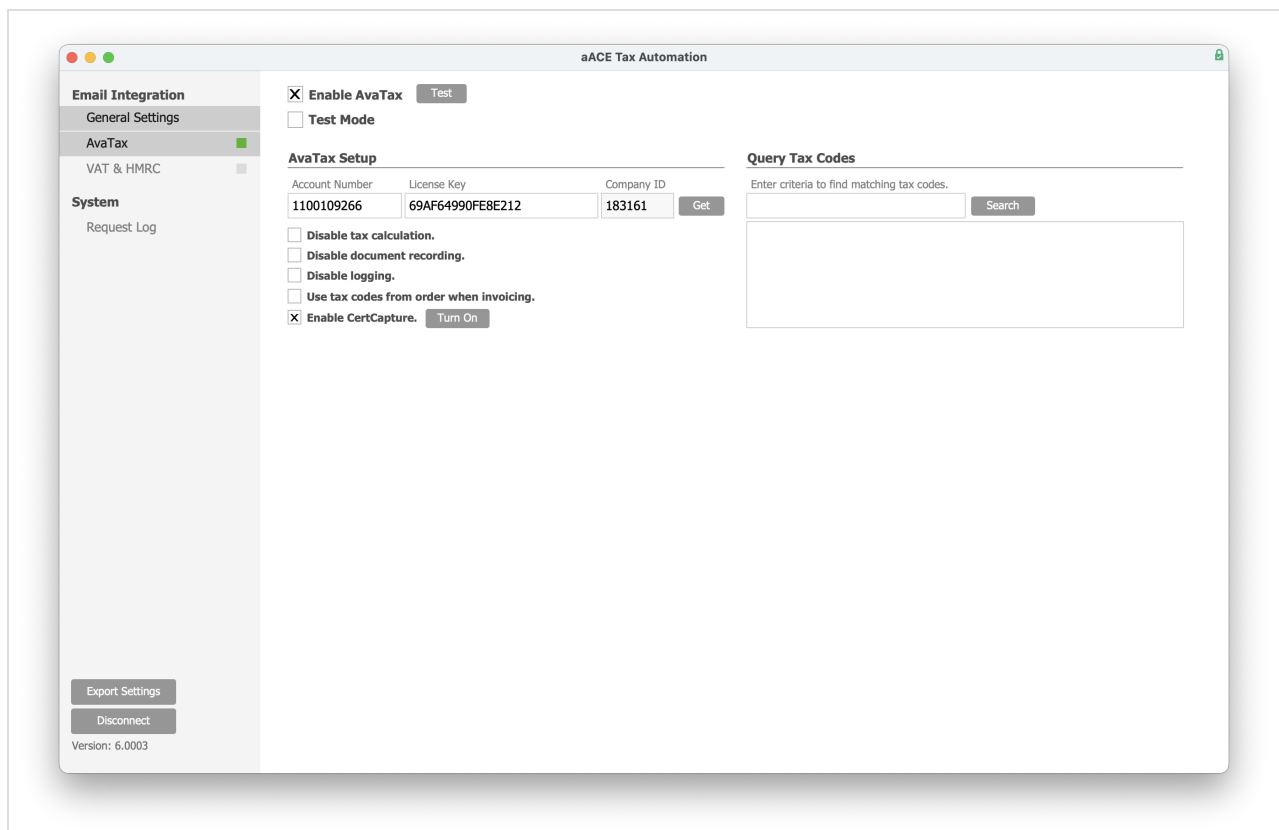 aACE Tax Automation
Email Integration
General Settings
AvaTax
VAT & HMRC
System
Request Log
Export Settings
Disconnect
Version: 6.0003
X Enable AvaTax Test
Test Mode
AvaTax Setup
Account Number License Key Company ID
1100109266 69AF64990FE8E212 183161 Get
Disable tax calculation.
Disable document recording.
Disable logging.
Use tax codes from order when invoicing.
X Enable CertCapture. Turn On
Query Tax Codes
Enter criteria to find matching tax codes.
Search